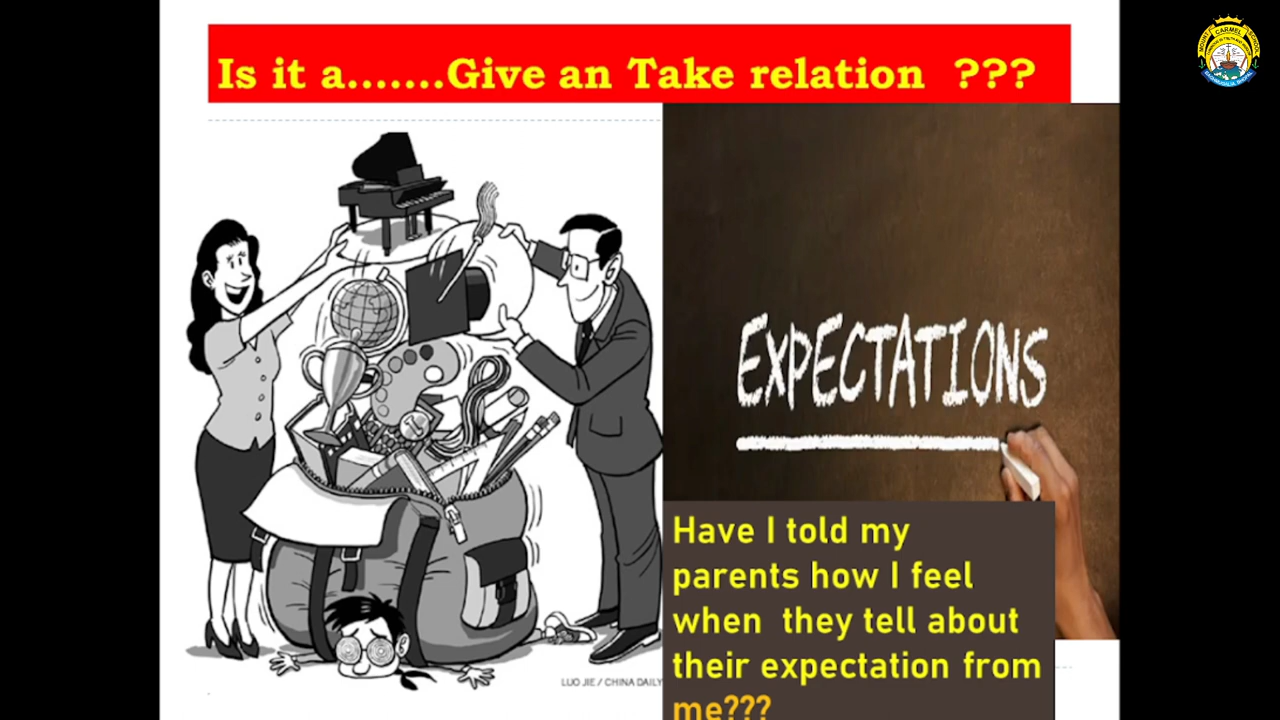 Is it a.......Give an Take relation ???
EXPECTATIONS
Have I told my
parents how I feel
when they tell about
their expectation from
me???
LUO JIE / CHINA DAILY
CARMEL